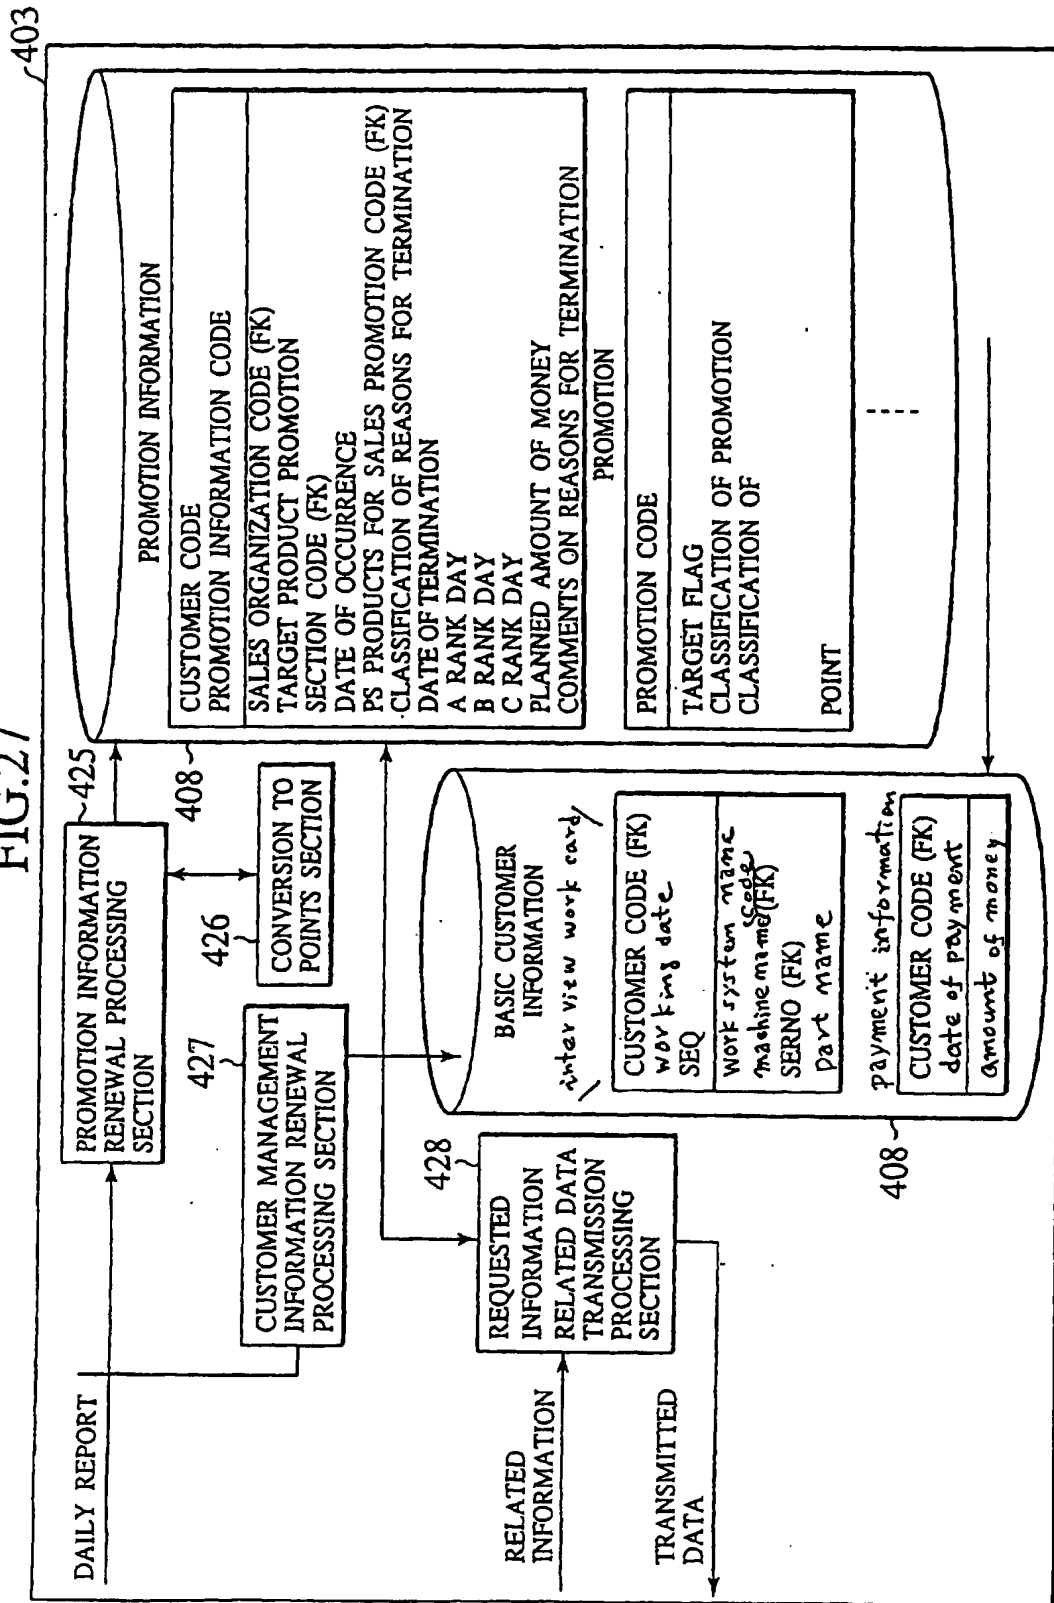 FIG.27
403
DAILY REPORT
PROMOTION INFORMATION
RENEWAL PROCESSING
SECTION
425
426
CONVERSION TO
POINTS SECTION
427
CUSTOMER MANAGEMENT
INFORMATION RENEWAL
PROCESSING SECTION
RELATED
INFORMATION
428
REQUESTED
INFORMATION
RELATED DATA
TRANSMISSION
PROCESSING
SECTION
TRANSMITTED
DATA
408
PROMOTION INFORMATION
CUSTOMER CODE
PROMOTION INFORMATION CODE
SALES ORGANIZATION CODE (FK)
TARGET PRODUCT PROMOTION
SECTION CODE (FK)
DATE OF OCCURRENCE
PS PRODUCTS FOR SALES PROMOTION CODE (FK)
CLASSIFICATION OF REASONS FOR TERMINATION
DATE OF TERMINATION
A RANK DAY
B RANK DAY
C RANK DAY
PLANNED AMOUNT OF MONEY
COMMENTS ON REASONS FOR TERMINATION
PROMOTION
PROMOTION CODE
TARGET FLAG
CLASSIFICATION OF PROMOTION
CLASSIFICATION OF
POINT
408
BASIC CUSTOMER
INFORMATION
inter view work card
CUSTOMER CODE (FK)
working date
SEQ
work system name
machine name code (FK)
SERNO (FK)
part name
payment information
CUSTOMER CODE (FK)
date of payment
amount of money